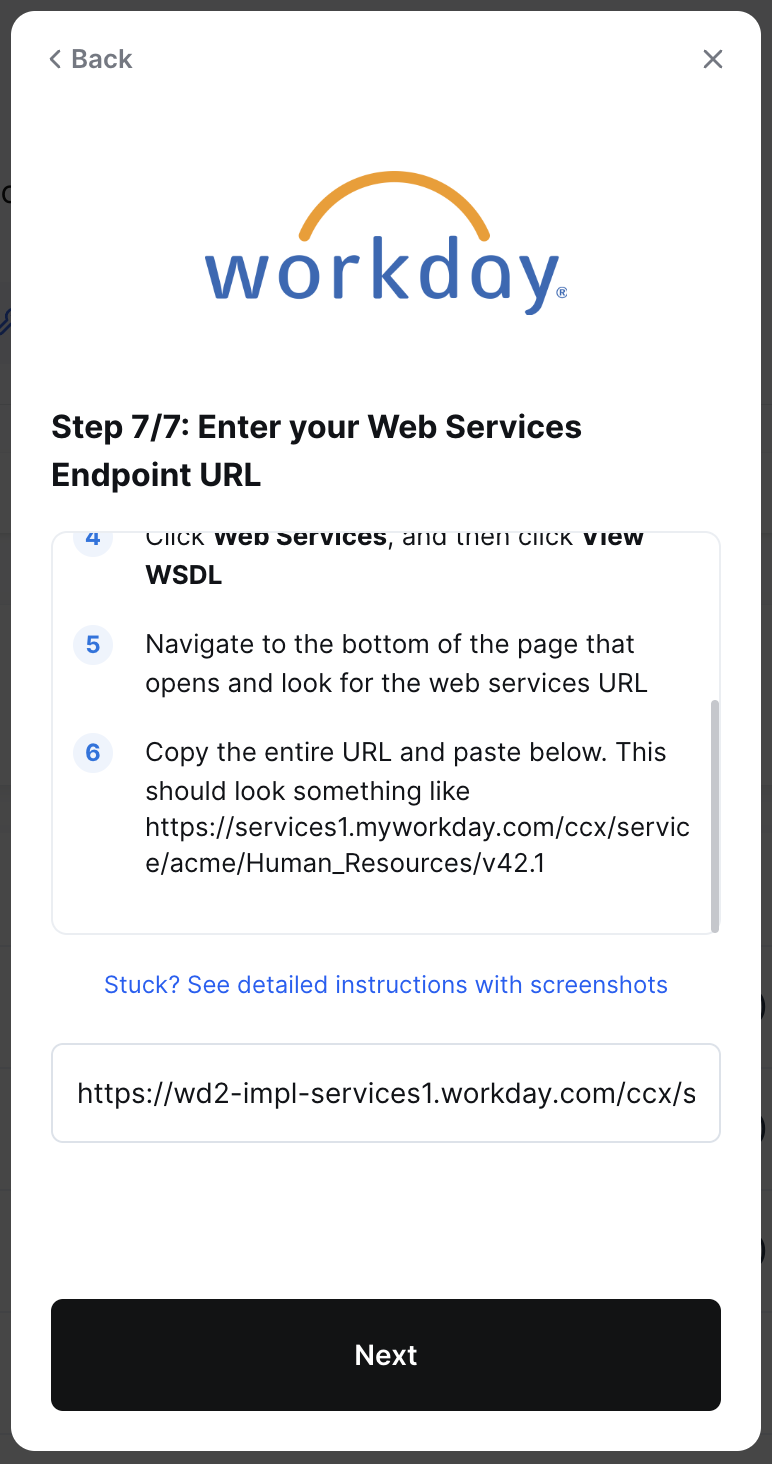 Back
workday®
Step 7/7: Enter your Web Services
Endpoint URL
4 Click Web Services, and then click View
WSDL
5 Navigate to the bottom of the page that
opens and look for the web services URL
6 Copy the entire URL and paste below. This
should look something like
https://services1.myworkday.com/ccx/servic
e/acme/Human_Resources/v42.1
Stuck? See detailed instructions with screenshots
https://wd2-impl-services1.workday.com/ccx/s
Next